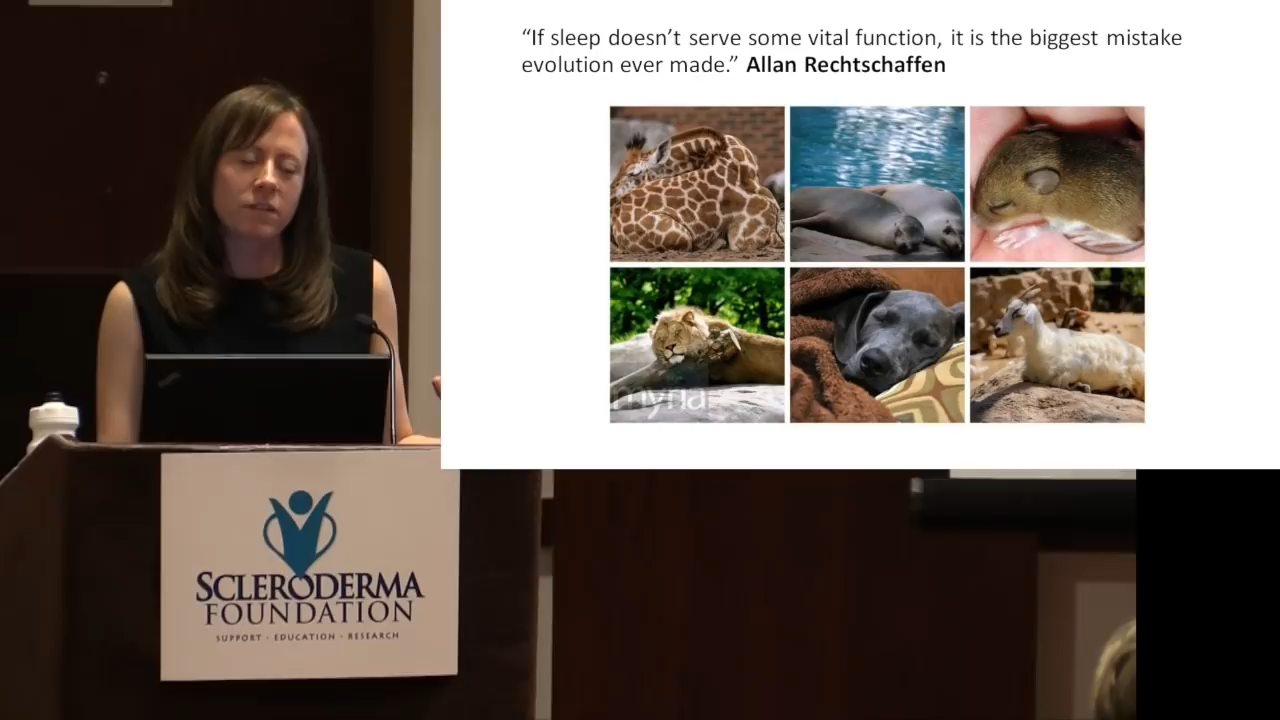 “If sleep doesn’t serve some vital function, it is the biggest mistake
evolution ever made.” Allan Rechtschaffen
myria
SCLERODERMA
FOUNDATION
SUPPORT · EDUCATION · RESEARCH